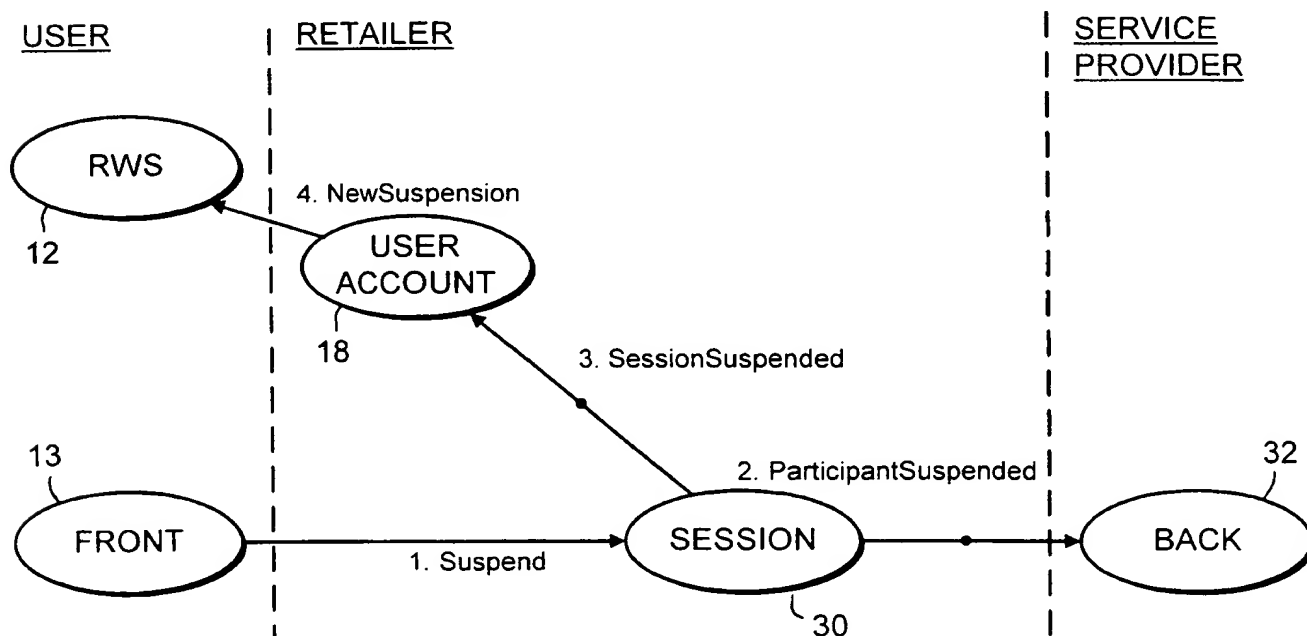 USER
RETAILER
SERVICE
PROVIDER
RWS
12
4. NewSuspension
USER
ACCOUNT
18
3. SessionSuspended
13
FRONT
1. Suspend
2. ParticipantSuspended
SESSION
30
32
BACK